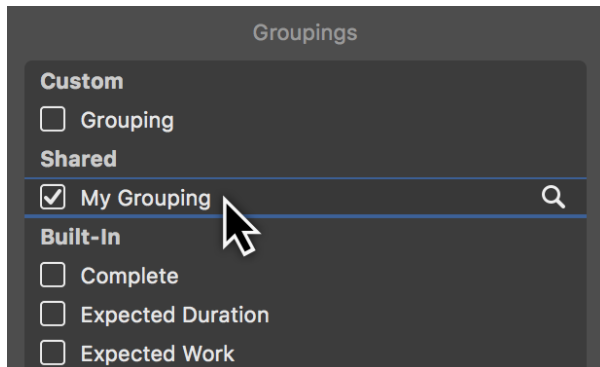 Groupings
Custom
Grouping
Shared
My Grouping
Built-In
Complete
Expected Duration
Expected Work